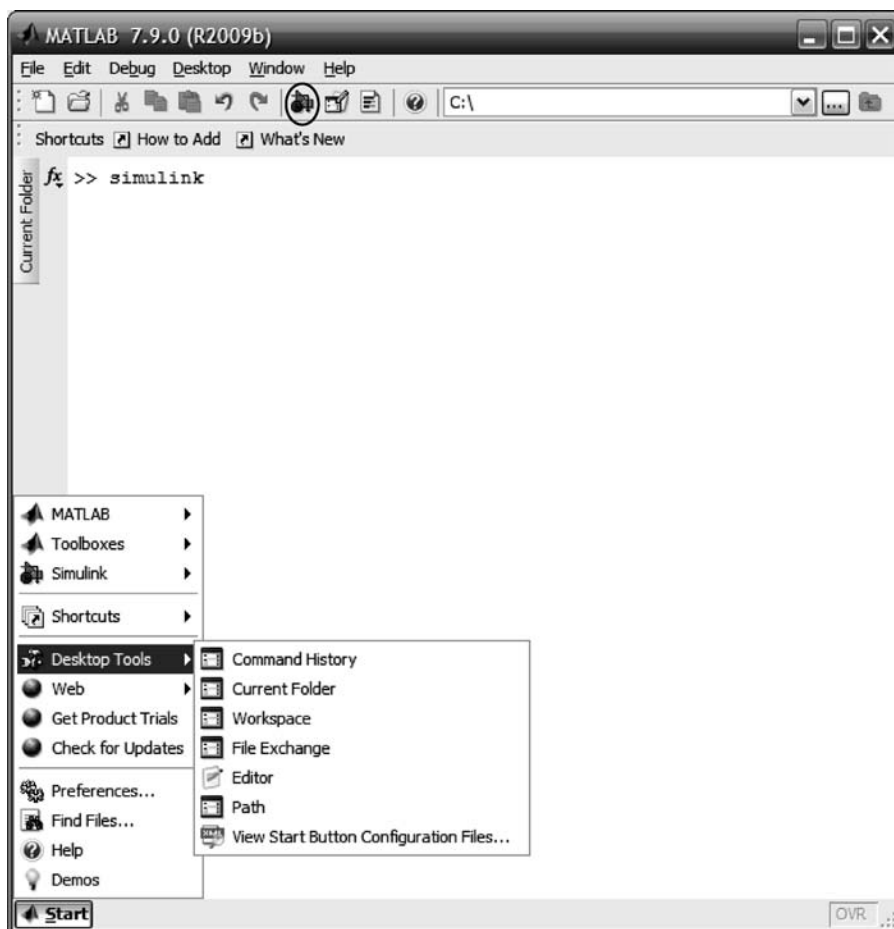 MATLAB 7.9.0 (R2009b)
File Edit Debug Desktop Window Help
C:\
Shortcuts How to Add What's New
Current Folder
fx >> simulink
MATLAB
Toolboxes
Simulink
Shortcuts
Desktop Tools
Web
Get Product Trials
Check for Updates
Preferences...
Find Files...
Help
Demos
Command History
Current Folder
Workspace
File Exchange
Editor
Path
View Start Button Configuration Files...
Start
OVR